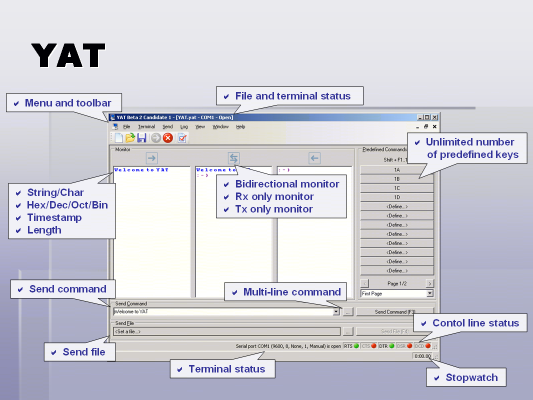 YAT
File and terminal status
Menu and toolbar
YAT Beta 2 Candidate 1 - [YAT.yat - COM1 - Open]
File Terminal Send Log View Window Help
Unlimited number
of predefined keys
Monitor
Predefined Commands
Shift + F1..
Welcome to YAT
Welcome to
:-)
:-)
1A
1B
1C
1D
<Define...>
<Define...>
<Define...>
<Define...>
<Define...>
<Define...>
String/Char
Hex/Dec/Oct/Bin
Timestamp
Length
Bidirectional monitor
Rx only monitor
Tx only monitor
Page 1/2
First Page
Send command
Multi-line command
Send Command
Welcome to YAT
...
Send Command (F3)
Send File
<Set a file...>
...
Send File (F4)
Contol line status
Send file
Serial port COM1 (9600, 8, None, 1, Manual) is open RTS CTS DTR DSR DCD
0:00.00
Terminal status
Stopwatch